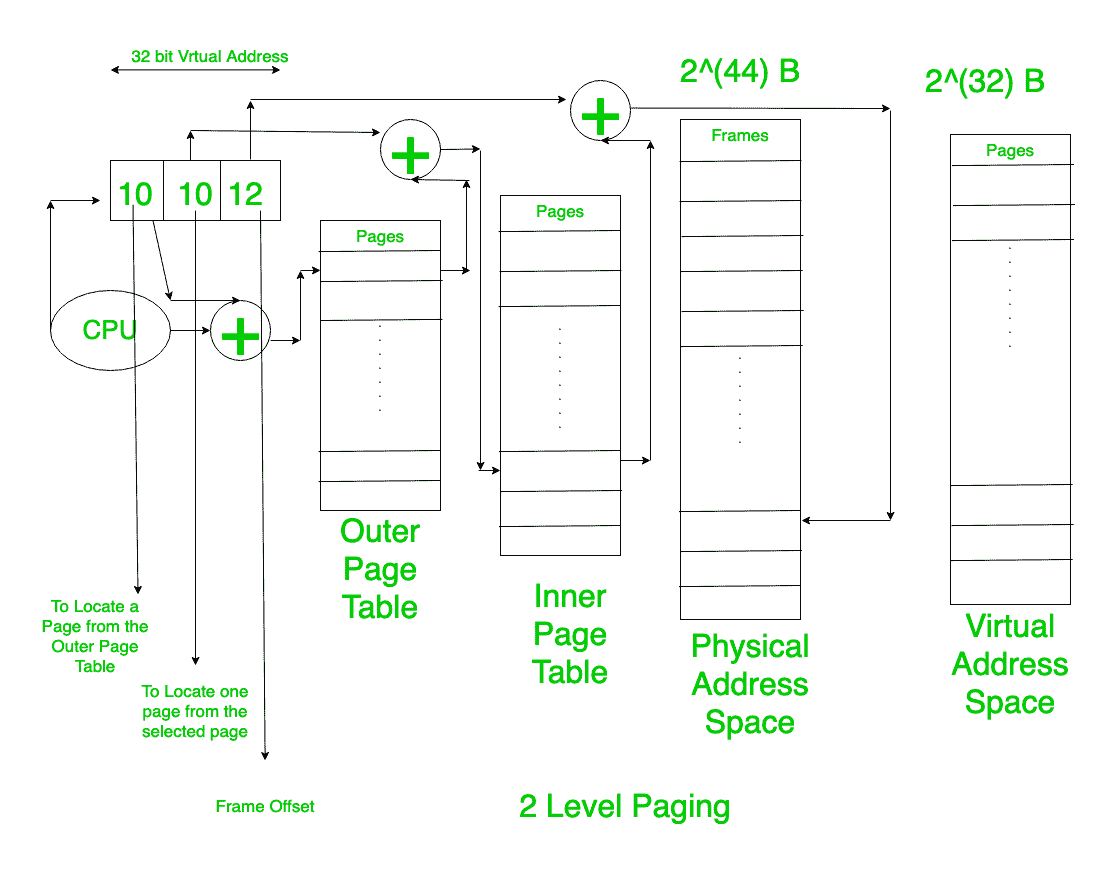 32 bit Vrtual Address
2^(44) B
2^(32) B
10 10 12
Frames
Pages
Pages
Pages
CPU
Outer
Page
Table
Inner
Page
Table
Physical
Address
Space
Virtual
Address
Space
To Locate a
Page from the
Outer Page
Table
To Locate one
page from the
selected page
Frame Offset
2 Level Paging